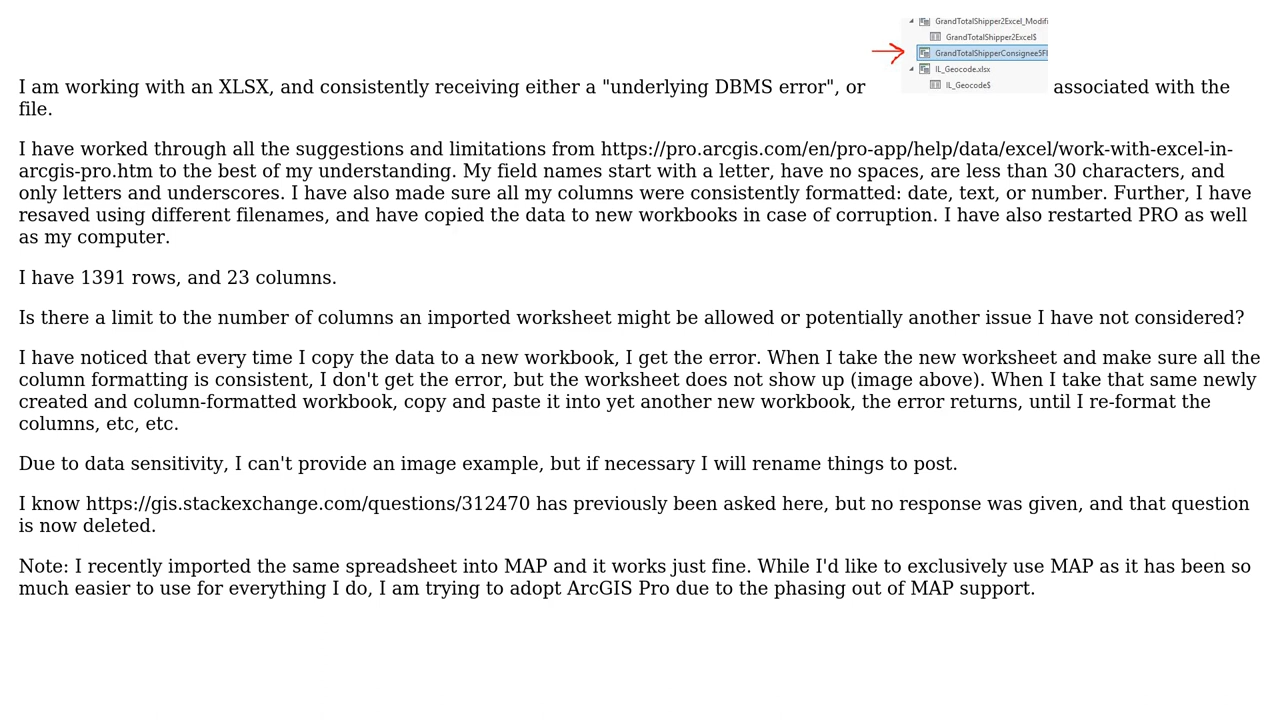 GrandTotalShipper2Excel_Modifi
GrandTotalShipper2Excel$
GrandTotalShipperConsignee5Fl
IL_Geocode.xlsx
IL_Geocode$
I am working with an XLSX, and consistently receiving either a "underlying DBMS error", or associated with the
file.
I have worked through all the suggestions and limitations from https://pro.arcgis.com/en/pro-app/help/data/excel/work-with-excel-in-
arcgis-pro.htm to the best of my understanding. My field names start with a letter, have no spaces, are less than 30 characters, and
only letters and underscores. I have also made sure all my columns were consistently formatted: date, text, or number. Further, I have
resaved using different filenames, and have copied the data to new workbooks in case of corruption. I have also restarted PRO as well
as my computer.
I have 1391 rows, and 23 columns.
Is there a limit to the number of columns an imported worksheet might be allowed or potentially another issue I have not considered?
I have noticed that every time I copy the data to a new workbook, I get the error. When I take the new worksheet and make sure all the
column formatting is consistent, I don't get the error, but the worksheet does not show up (image above). When I take that same newly
created and column-formatted workbook, copy and paste it into yet another new workbook, the error returns, until I re-format the
columns, etc, etc.
Due to data sensitivity, I can't provide an image example, but if necessary I will rename things to post.
I know https://gis.stackexchange.com/questions/312470 has previously been asked here, but no response was given, and that question
is now deleted.
Note: I recently imported the same spreadsheet into MAP and it works just fine. While I'd like to exclusively use MAP as it has been so
much easier to use for everything I do, I am trying to adopt ArcGIS Pro due to the phasing out of MAP support.